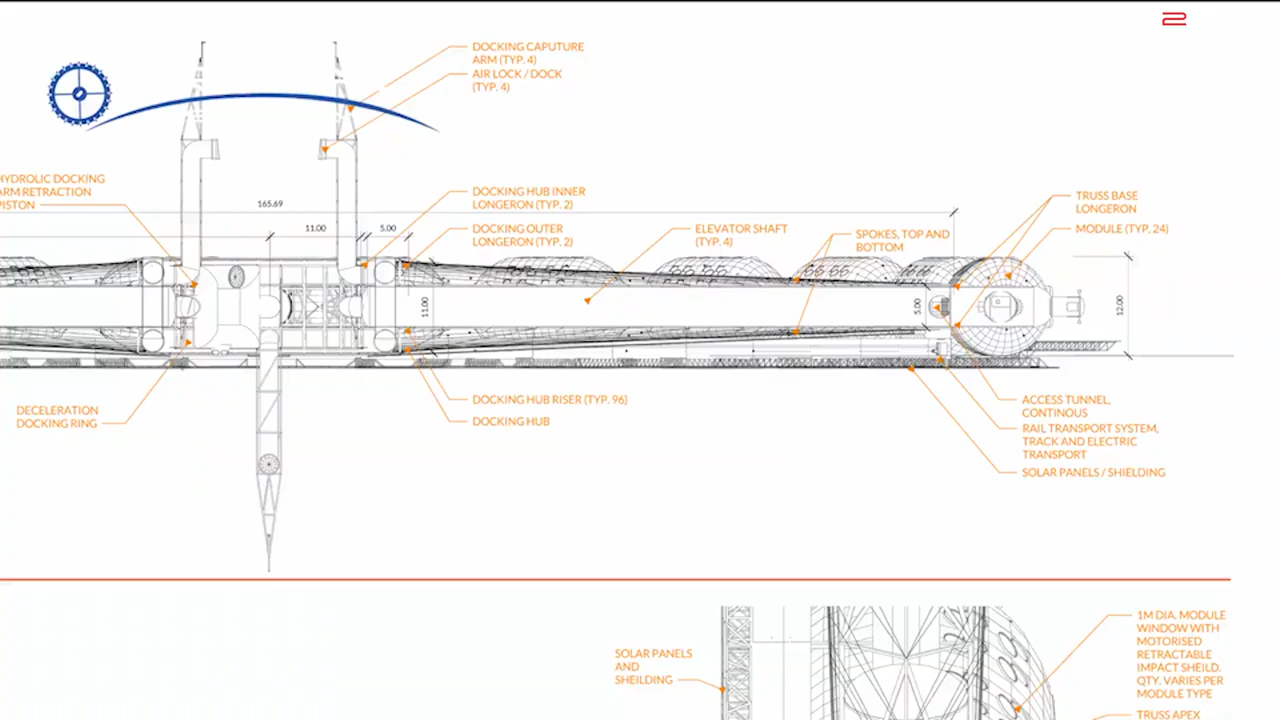 DOCKING CAPUTURE
ARM (TYP. 4)
AIR LOCK / DOCK
(TYP. 4)
HYDROLIC DOCKING
ARM RETRACTION
PISTON
165.69
11.00
5.00
DOCKING HUB INNER
LONGERON (TYP. 2)
DOCKING OUTER
LONGERON (TYP. 2)
ELEVATOR SHAFT
(TYP. 4)
SPOKES, TOP AND
BOTTOM
TRUSS BASE
LONGERON
MODULE (TYP, 24)
66 66
66 66
11.00
5.00
12.00
DECELERATION
DOCKING RING
DOCKING HUB RISER (TYP. 96)
DOCKING HUB
ACCESS TUNNEL,
CONTINOUS
RAIL TRANSPORT SYSTEM,
TRACK AND ELECTRIC
TRANSPORT
SOLAR PANELS / SHIELDING
SOLAR PANELS
AND
SHEILDING
1M DIA. MODULE
WINDOW WITH
MOTORISED
RETRACTABLE
IMPACT SHEILD.
QTY. VARIES PER
MODULE TYPE
TRUSS APEX